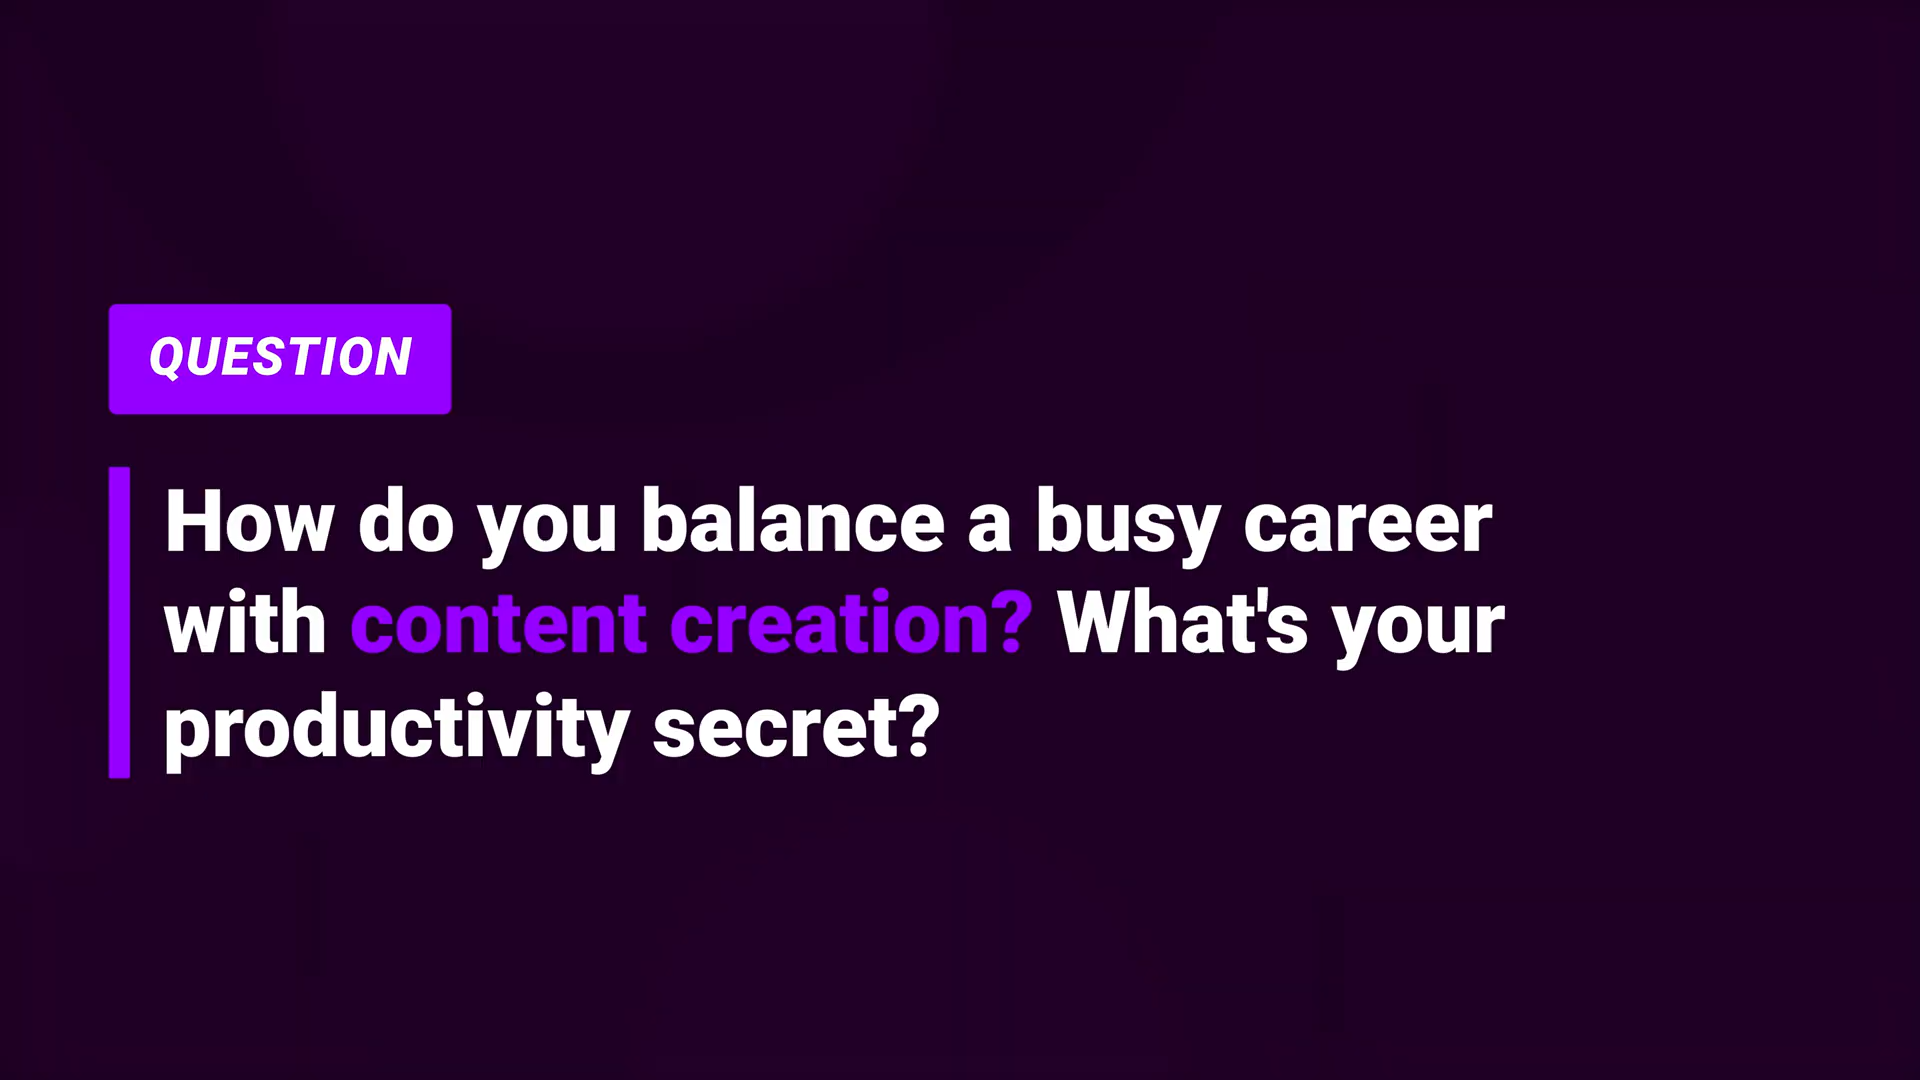 QUESTION
How do you balance a busy career
with content creation? What's your
productivity secret?